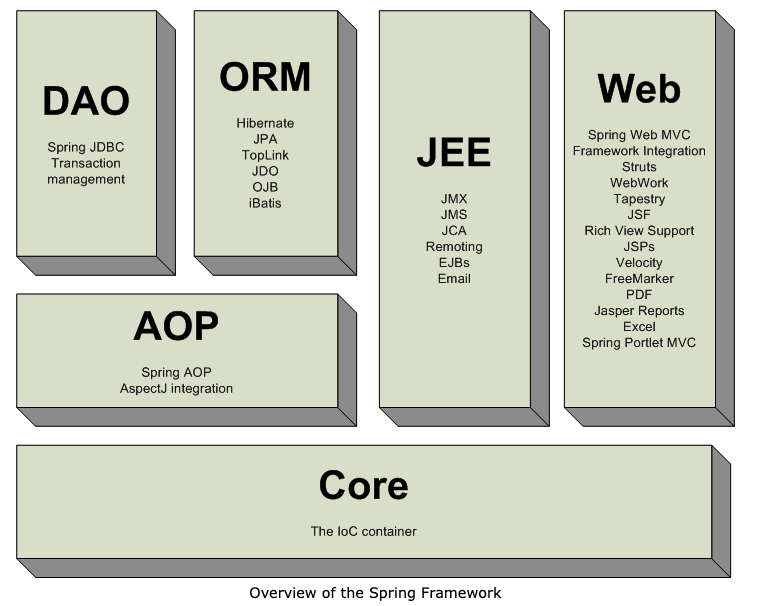 DAO
Spring JDBC
Transaction
management
ORM
Hibernate
JPA
TopLink
JDO
OJB
iBatis
JEE
JMX
JMS
JCA
Remoting
EJBs
Email
Web
Spring Web MVC
Framework Integration
Struts
WebWork
Tapestry
JSF
Rich View Support
JSPs
Velocity
FreeMarker
PDF
Jasper Reports
Excel
Spring Portlet MVC
AOP
Spring AOP
AspectJ integration
Core
The IoC container
Overview of the Spring Framework